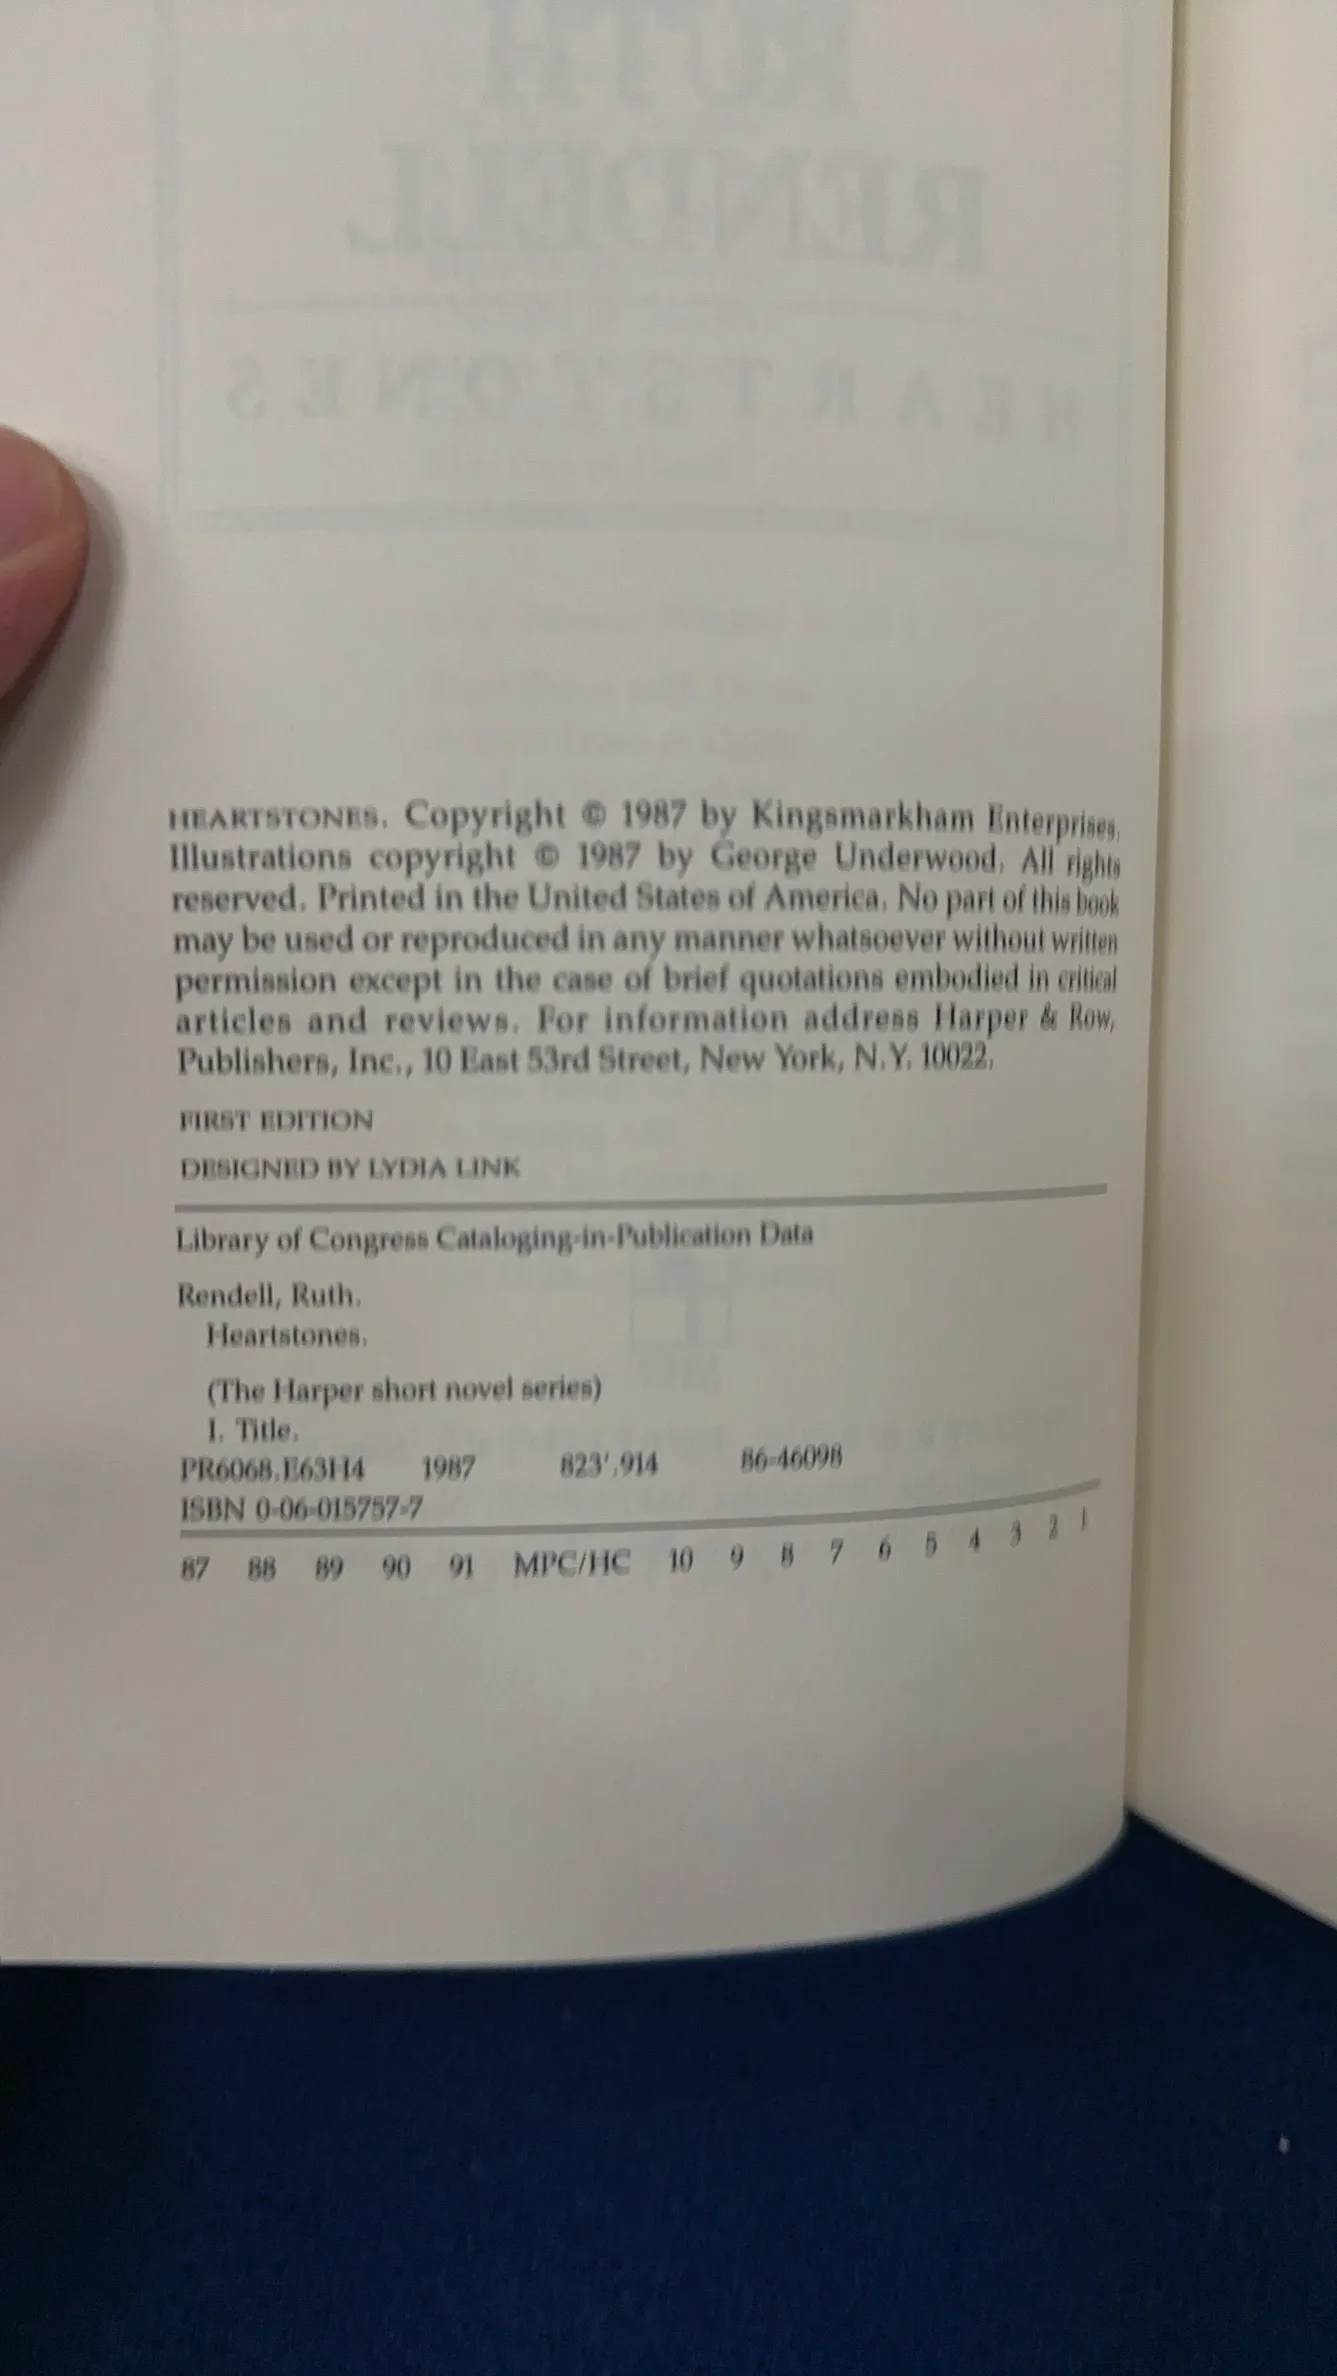 RUTH
RENDELL
HEARTSTONES
HEARTSTONES. Copyright © 1987 by Kingsmarkham Enterprises.
Illustrations copyright © 1987 by George Underwood. All rights
reserved. Printed in the United States of America. No part of this book
may be used or reproduced in any manner whatsoever without written
permission except in the case of brief quotations embodied in critical
articles and reviews. For information address Harper & Row,
Publishers, Inc., 10 East 53rd Street, New York, N.Y. 10022.
FIRST EDITION
DESIGNED BY LYDIA LINK
Library of Congress Cataloging-in-Publication Data
Rendell, Ruth.
Heartstones.
(The Harper short novel series)
I. Title.
PR6068.E63H4 1987 823'.914 86-46098
ISBN 0-06-015757-7
87 88 89 90 91 MPC/HC 10 9 8 7 6 5 4 3 2 1